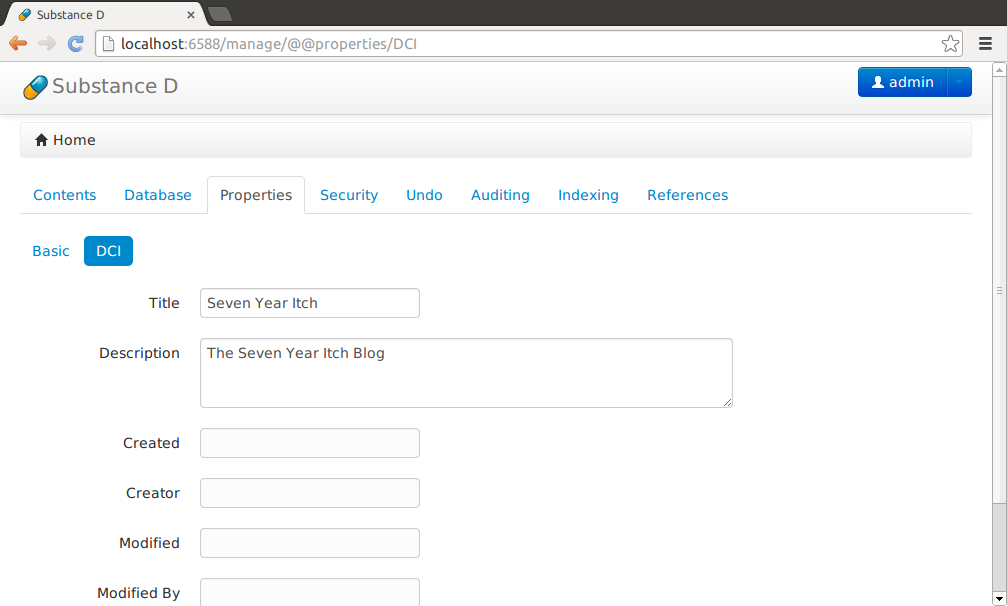 Substance D
localhost:6588/manage/@@properties/DCI
Substance D
admin
Home
Contents Database Properties Security Undo Auditing Indexing References
Basic DCI
Title Seven Year Itch
Description The Seven Year Itch Blog
Created
Creator
Modified
Modified By